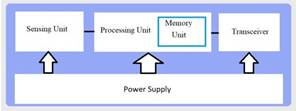 Sensing Unit
Processing Unit
Memory
Unit
Transceiver
Power Supply